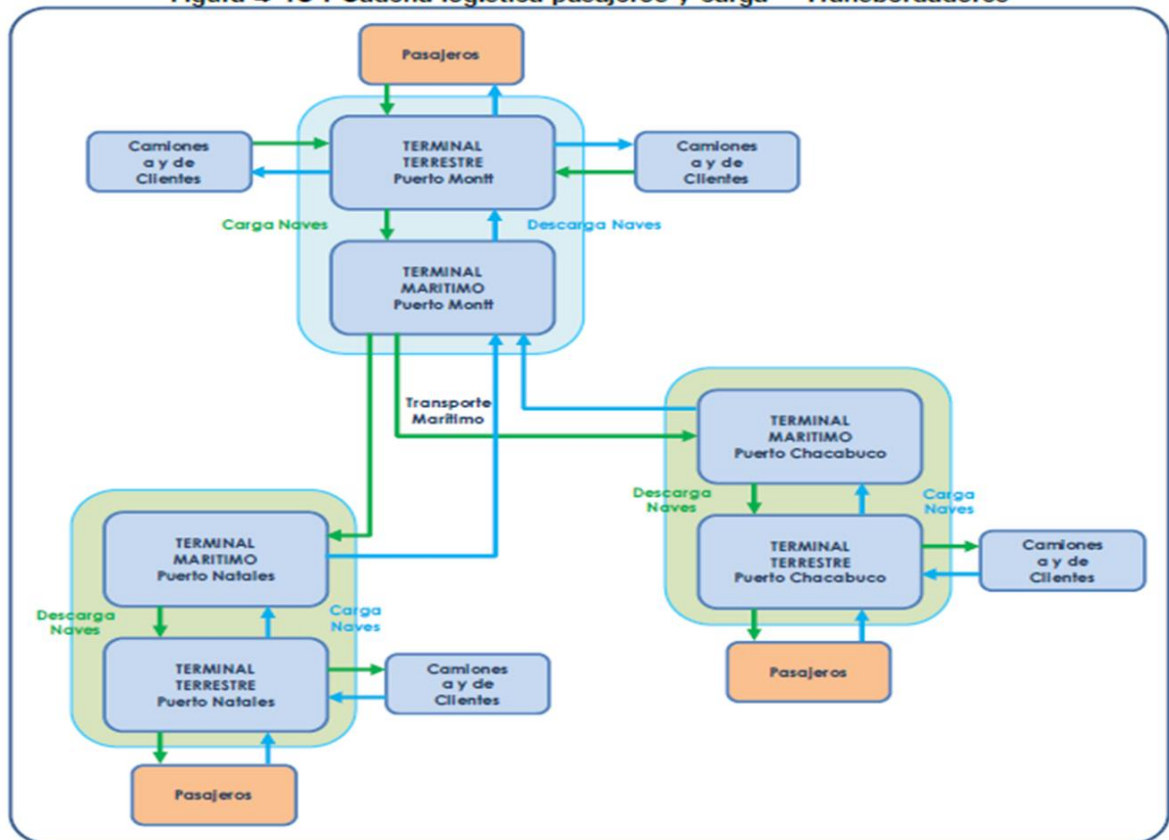 Pasajeros
Camiones
a y de
Clientes
TERMINAL
TERRESTRE
Puerto Montt
Camiones
a y de
Clientes
Carga Naves
Descarga Naves
TERMINAL
MARITIMO
Puerto Montt
Transporte
Marítimo
TERMINAL
MARITIMO
Puerto Chacabuco
Descarga
Naves
Carga
Naves
TERMINAL
TERRESTRE
Puerto Chacabuco
Camiones
a y de
Clientes
Pasajeros
TERMINAL
MARITIMO
Puerto Natales
Descarga
Naves
Carga
Naves
TERMINAL
TERRESTRE
Puerto Natales
Camiones
a y de
Clientes
Pasajeros